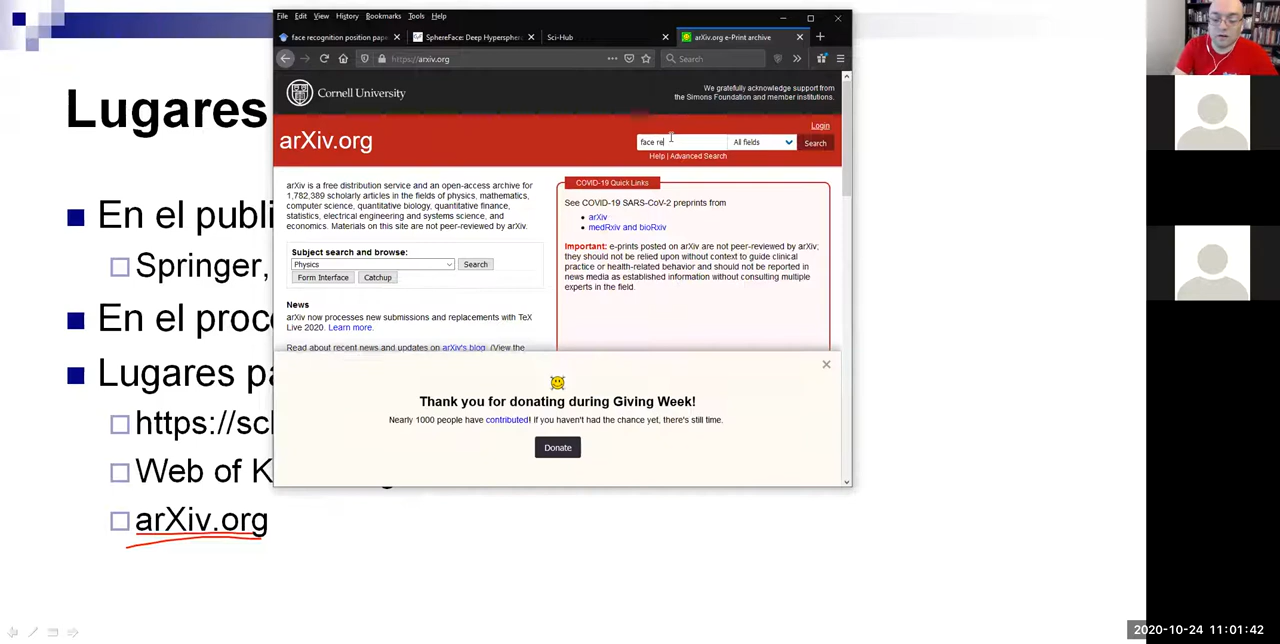 File Edit View History Bookmarks Tools Help
face recognition position pape
SphereFace: Deep Hypersphe
Sci-Hub
arXiv.org e-Print archive
https://arxiv.org
Search
Cornell University
We gratefully acknowledge support from
the Simons Foundation and member institutions.
Login
arXiv.org
face re
All fields
Search
Help | Advanced Search
arXiv is a free distribution service and an open-access archive for
1,782,389 scholarly articles in the fields of physics, mathematics,
computer science, quantitative biology, quantitative finance,
statistics, electrical engineering and systems science, and
economics. Materials on this site are not peer-reviewed by arXiv.
Subject search and browse:
Physics
Search
Form Interface
Catchup
News
arXiv now processes new submissions and replacements with TeX
Live 2020. Learn more.
Read about recent news and updates on arXiv's blog. (View the
COVID-19 Quick Links
See COVID-19 SARS-CoV-2 preprints from
arXiv
medRxiv and bioRxiv
Important: e-prints posted on arXiv are not peer-reviewed by arXiv;
they should not be relied upon without context to guide clinical
practice or health-related behavior and should not be reported in
news media as established information without consulting multiple
experts in the field.
Thank you for donating during Giving Week!
Nearly 1000 people have contributed! If you haven't had the chance yet, there's still time.
Donate
Lugares
En el publi
Springer,
En el proc
Lugares pa
https://sch
Web of K
arXiv.org
2020-10-24 11:01:42